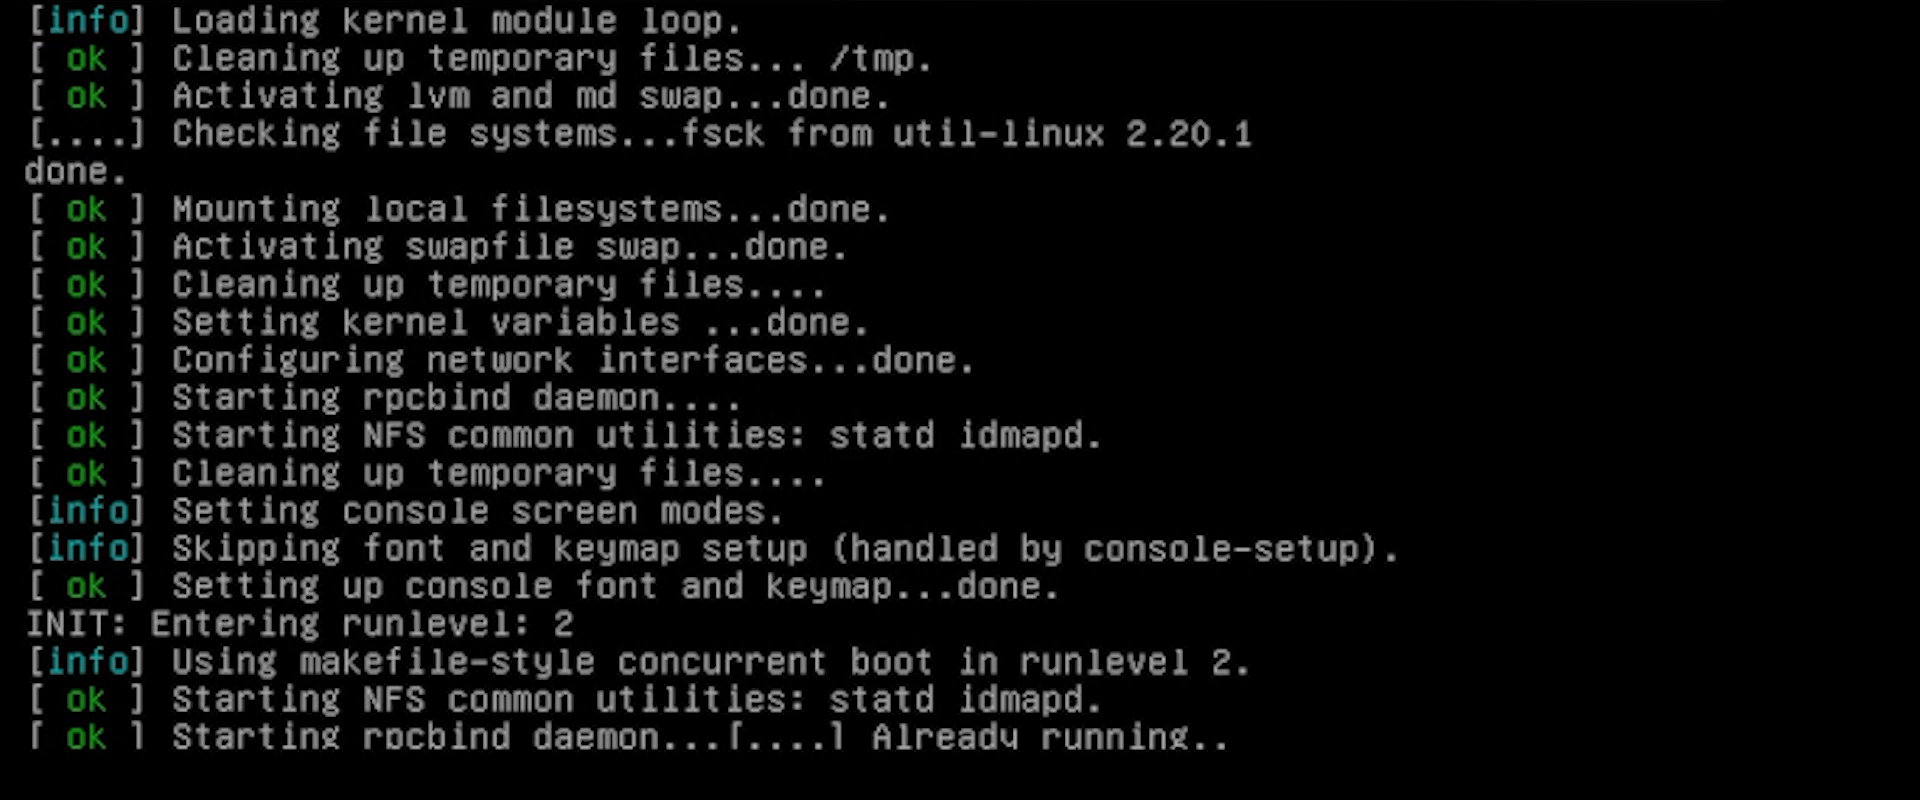 [info] Loading kernel module loop.
[ ok ] Cleaning up temporary files... /tmp.
[ ok ] Activating lvm and md swap...done.
[....] Checking file systems...fsck from util-linux 2.20.1
done.
[ ok ] Mounting local filesystems...done.
[ ok ] Activating swapfile swap...done.
[ ok ] Cleaning up temporary files....
[ ok ] Setting kernel variables ...done.
[ ok ] Configuring network interfaces...done.
[ ok ] Starting rpcbind daemon....
[ ok ] Starting NFS common utilities: statd idmapd.
[ ok ] Cleaning up temporary files....
[info] Setting console screen modes.
[info] Skipping font and keymap setup (handled by console-setup).
[ ok ] Setting up console font and keymap...done.
INIT: Entering runlevel: 2
[info] Using makefile-style concurrent boot in runlevel 2.
[ ok ] Starting NFS common utilities: statd idmapd.
[ ok ] Starting rpcbind daemon...[....] Already running..